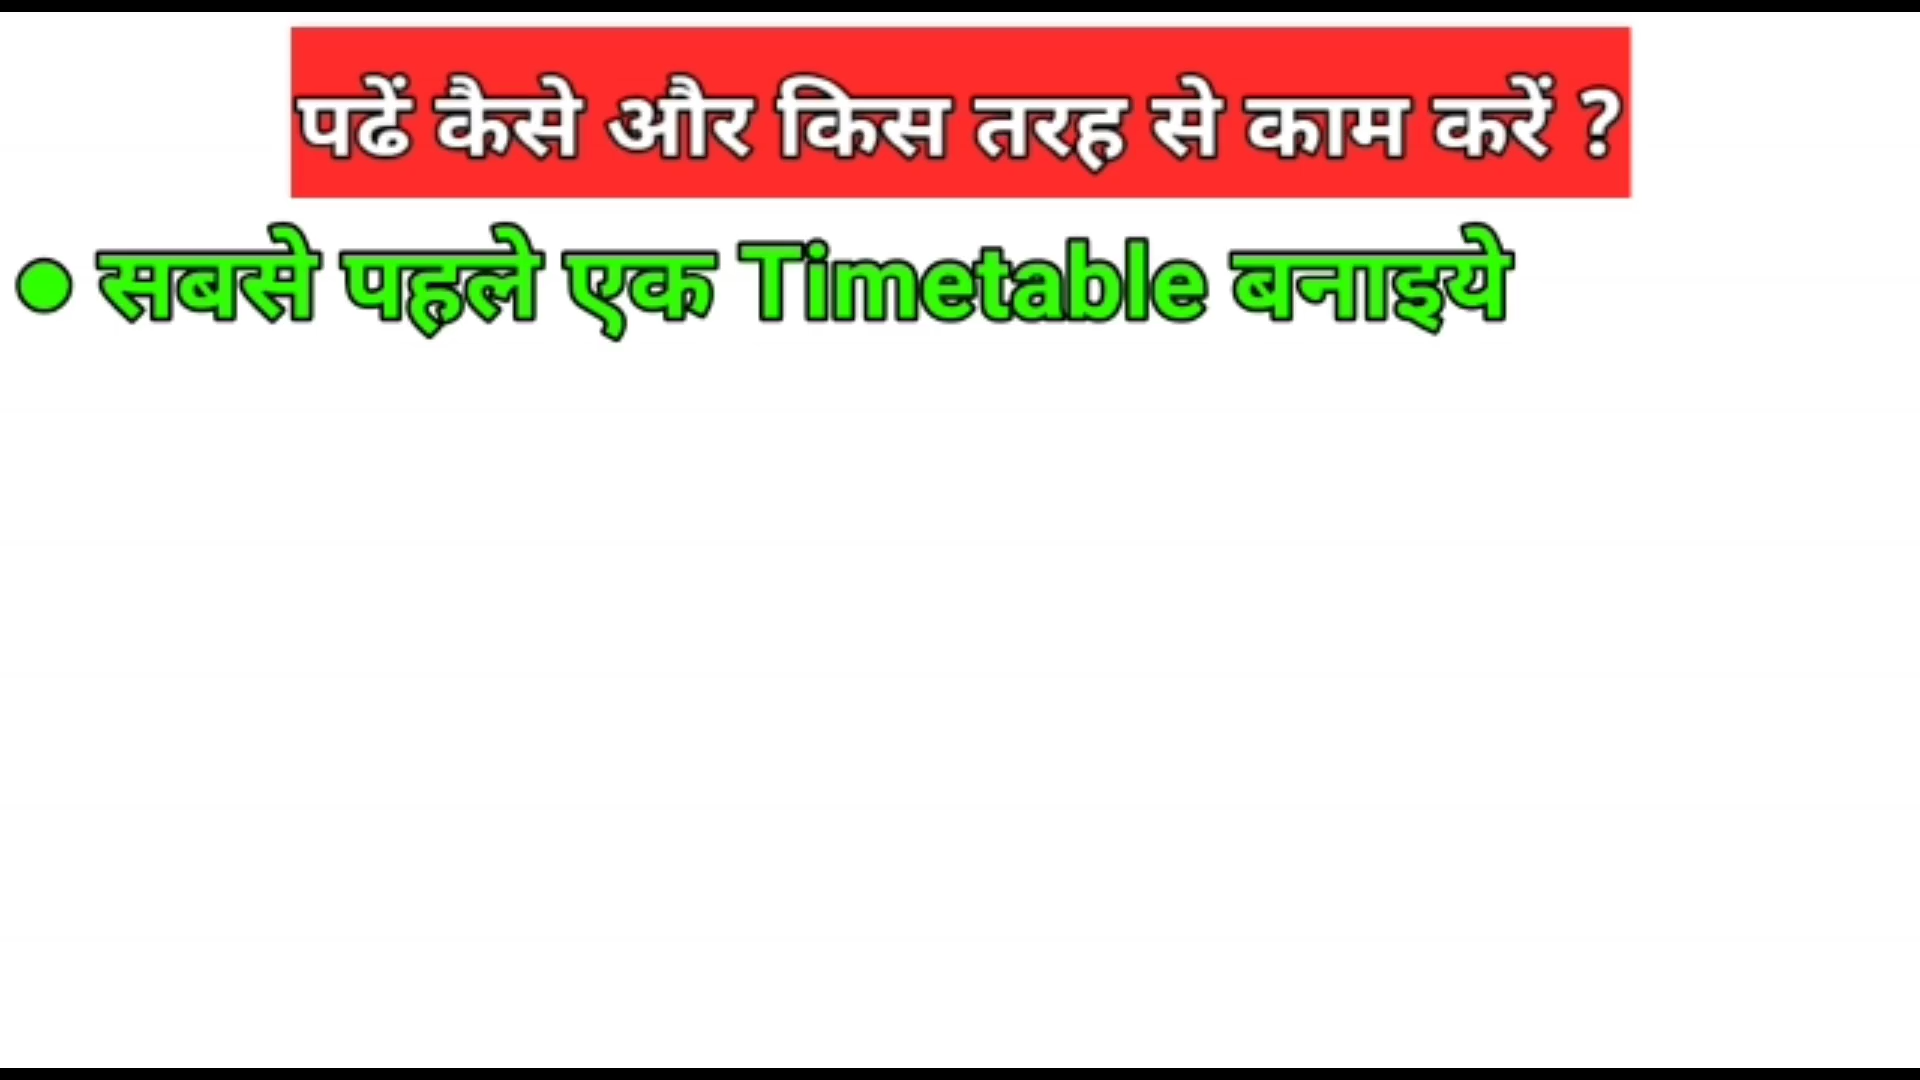 पढें कैसे और किस तरह से काम करें ?
● सबसे पहले एक Timetable बनाइये